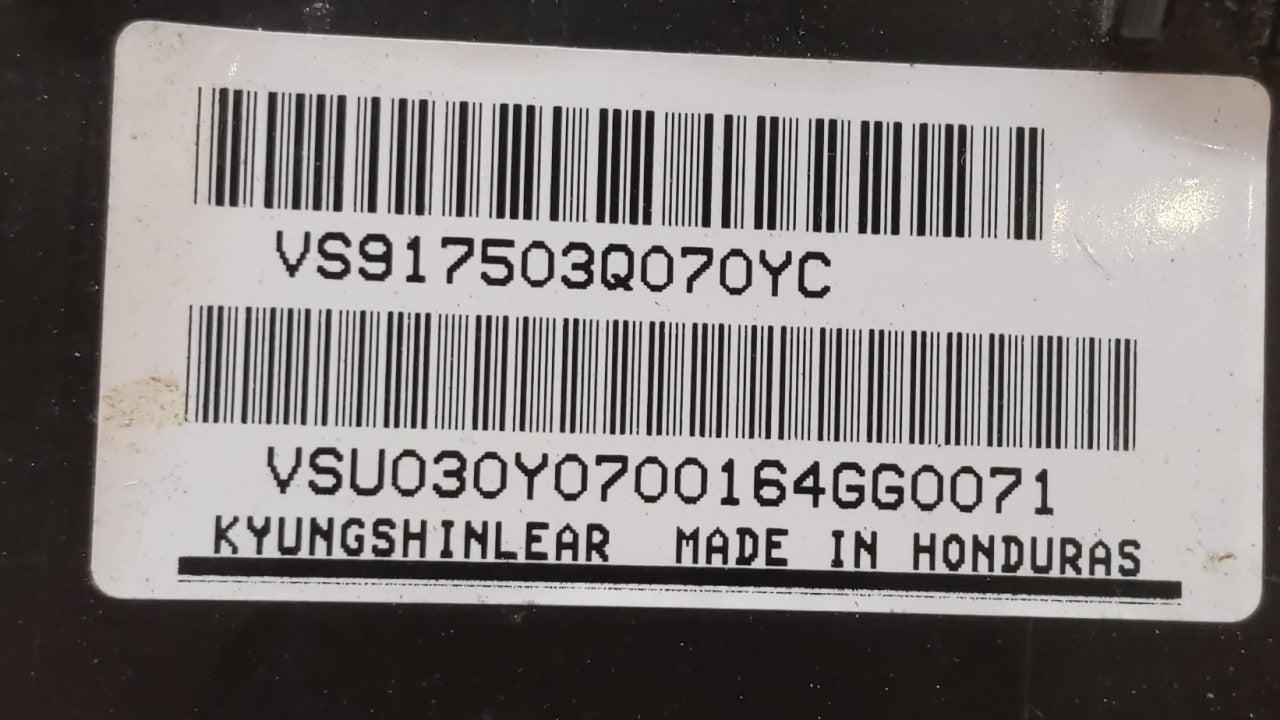 VS917503Q070YC
VSU030Y0700164GG0071
KYUNGSHINLEAR MADE IN HONDURAS